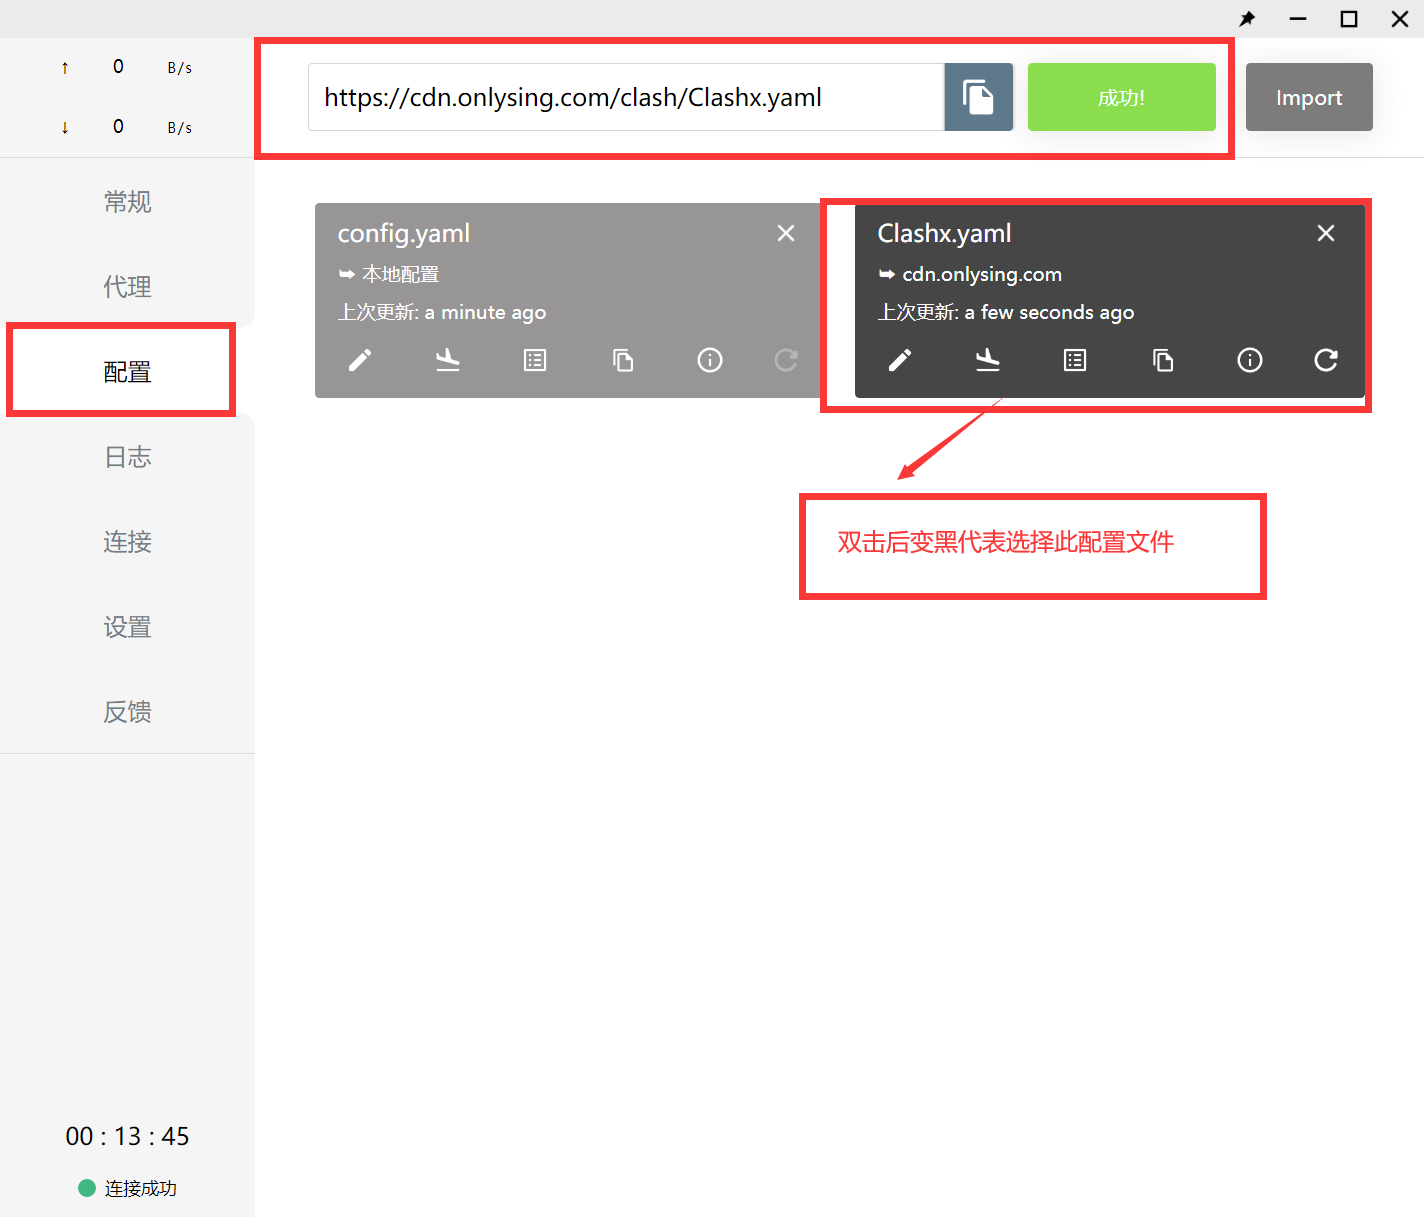 ↑ 0 B/s
↓ 0 B/s
https://cdn.onlysing.com/clash/Clashx.yaml
成功!
Import
常规
代理
配置
日志
连接
设置
反馈
config.yaml
本地配置
上次更新: a minute ago
Clashx.yaml
cdn.onlysing.com
上次更新: a few seconds ago
双击后变黑代表选择此配置文件
00 : 13 : 45
连接成功